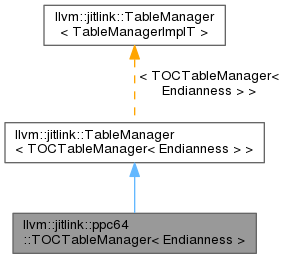 llvm::jitlink::TableManager
< TableManagerImplT >
< TOCTableManager<
Endianness > >
llvm::jitlink::TableManager
< TOCTableManager< Endianness > >
llvm::jitlink::ppc64
::TOCTableManager< Endianness >